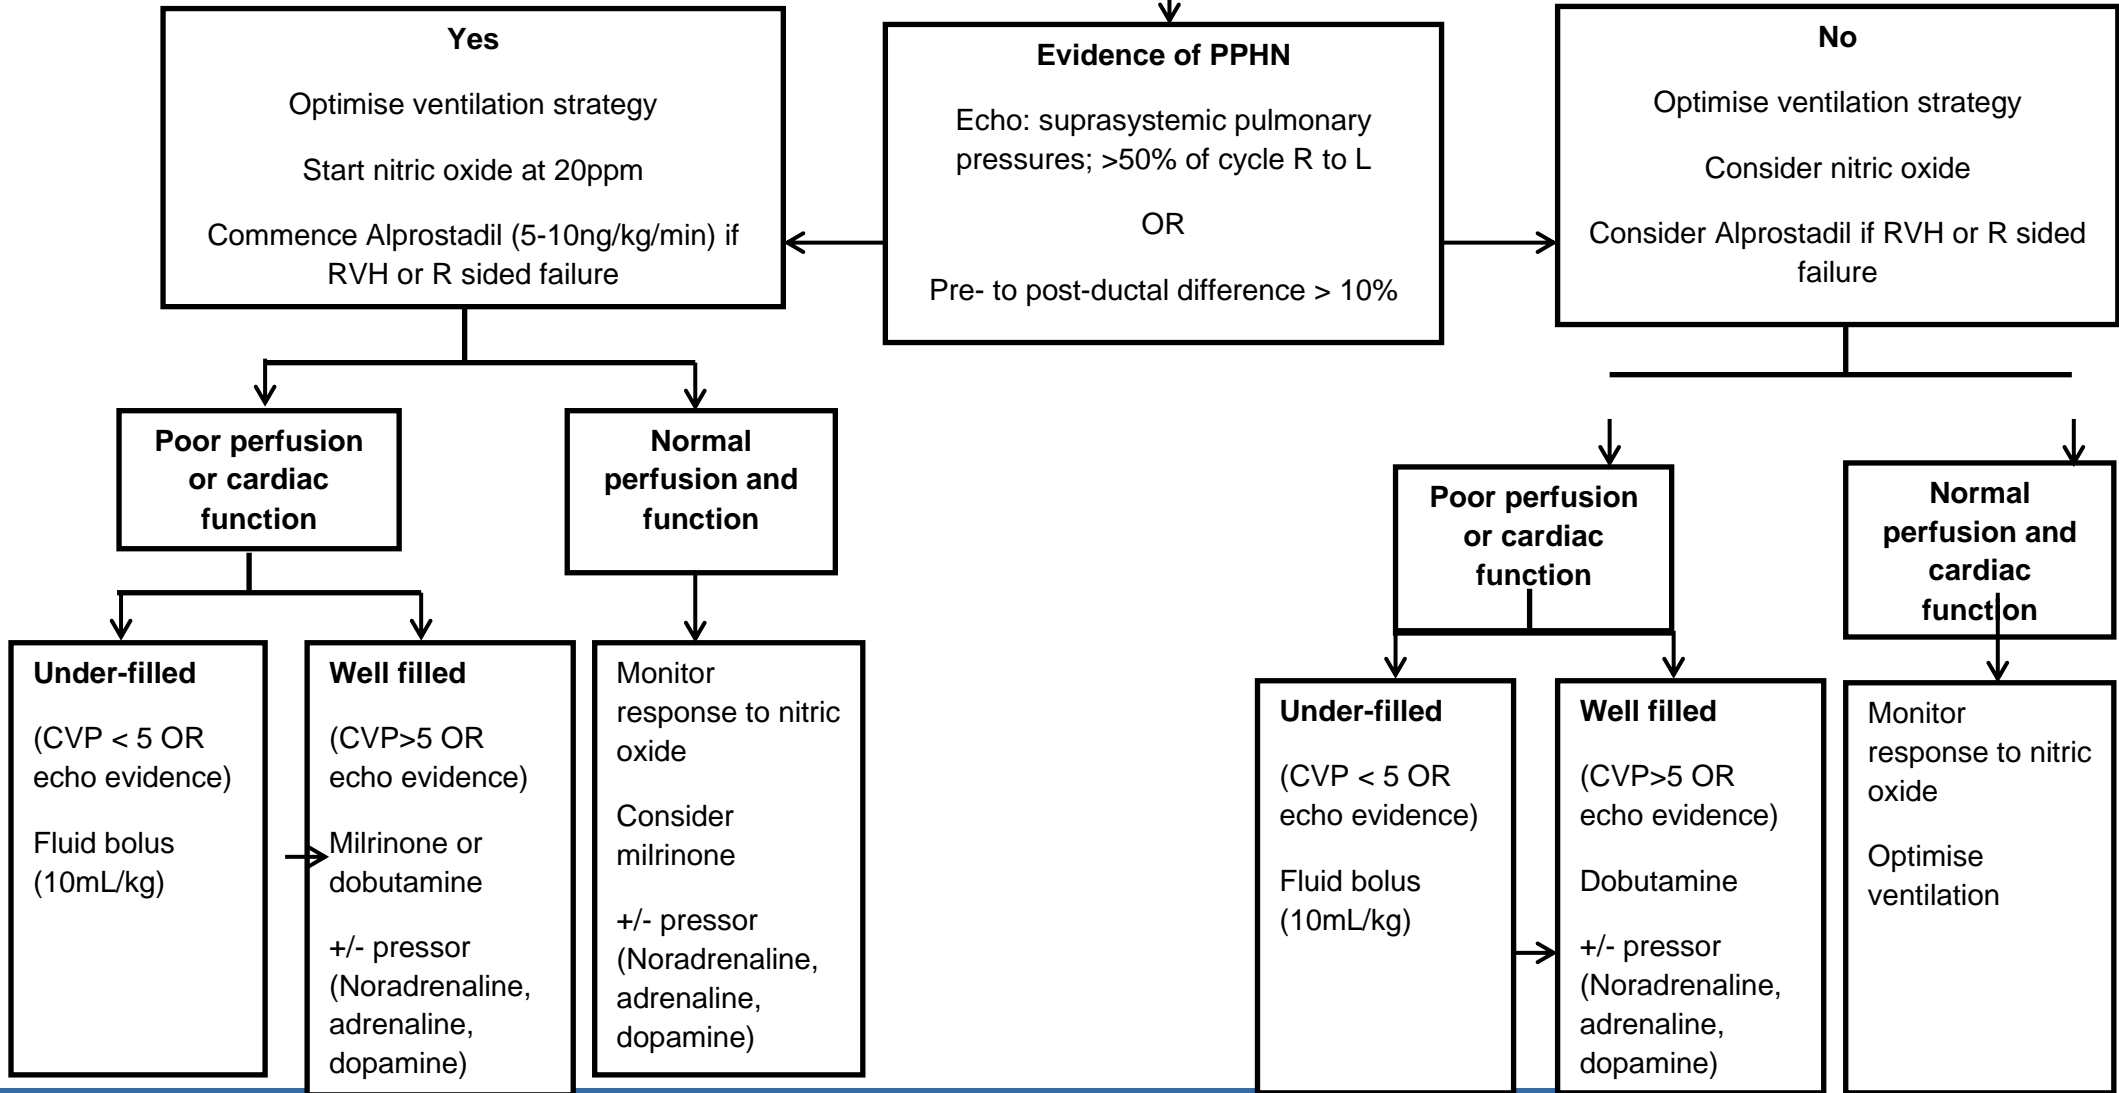 Yes
Optimise ventilation strategy
Start nitric oxide at 20ppm
Commence Alprostadil (5-10ng/kg/min) if
RVH or R sided failure
Evidence of PPHN
Echo: suprasystemic pulmonary
pressures; >50% of cycle R to L
OR
Pre- to post-ductal difference > 10%
No
Optimise ventilation strategy
Consider nitric oxide
Consider Alprostadil if RVH or R sided
failure
Poor perfusion
or cardiac
function
Normal
perfusion and
function
Poor perfusion
or cardiac
function
Normal
perfusion and
cardiac
function
Under-filled
(CVP < 5 OR
echo evidence)
Fluid bolus
(10mL/kg)
Well filled
(CVP>5 OR
echo evidence)
Milrinone or
dobutamine
+/- pressor
(Noradrenaline,
adrenaline,
dopamine)
Monitor
response to nitric
oxide
Consider
milrinone
+/- pressor
(Noradrenaline,
adrenaline,
dopamine)
Under-filled
(CVP < 5 OR
echo evidence)
Fluid bolus
(10mL/kg)
Well filled
(CVP>5 OR
echo evidence)
Dobutamine
+/- pressor
(Noradrenaline,
adrenaline,
dopamine)
Monitor
response to nitric
oxide
Optimise
ventilation